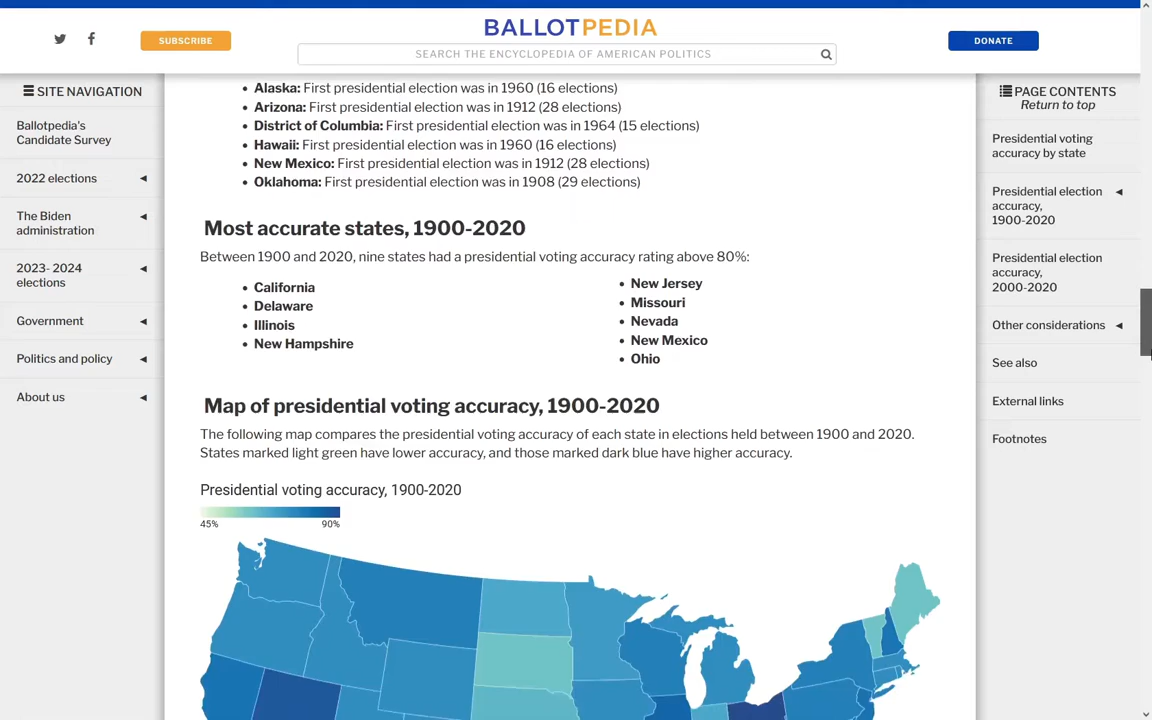 BALLOTPEDIA
SUBSCRIBE
SEARCH THE ENCYCLOPEDIA OF AMERICAN POLITICS
DONATE
SITE NAVIGATION
Ballotpedia's
Candidate Survey
2022 elections
The Biden
administration
2023- 2024
elections
Government
Politics and policy
About us
Alaska: First presidential election was in 1960 (16 elections)
Arizona: First presidential election was in 1912 (28 elections)
District of Columbia: First presidential election was in 1964 (15 elections)
Hawaii: First presidential election was in 1960 (16 elections)
New Mexico: First presidential election was in 1912 (28 elections)
Oklahoma: First presidential election was in 1908 (29 elections)
Most accurate states, 1900-2020
Between 1900 and 2020, nine states had a presidential voting accuracy rating above 80%:
California
Delaware
Illinois
New Hampshire
New Jersey
Missouri
Nevada
New Mexico
Ohio
Map of presidential voting accuracy, 1900-2020
The following map compares the presidential voting accuracy of each state in elections held between 1900 and 2020.
States marked light green have lower accuracy, and those marked dark blue have higher accuracy.
Presidential voting accuracy, 1900-2020
45% 90%
PAGE CONTENTS
Return to top
Presidential voting
accuracy by state
Presidential election
accuracy,
1900-2020
Presidential election
accuracy,
2000-2020
Other considerations
See also
External links
Footnotes